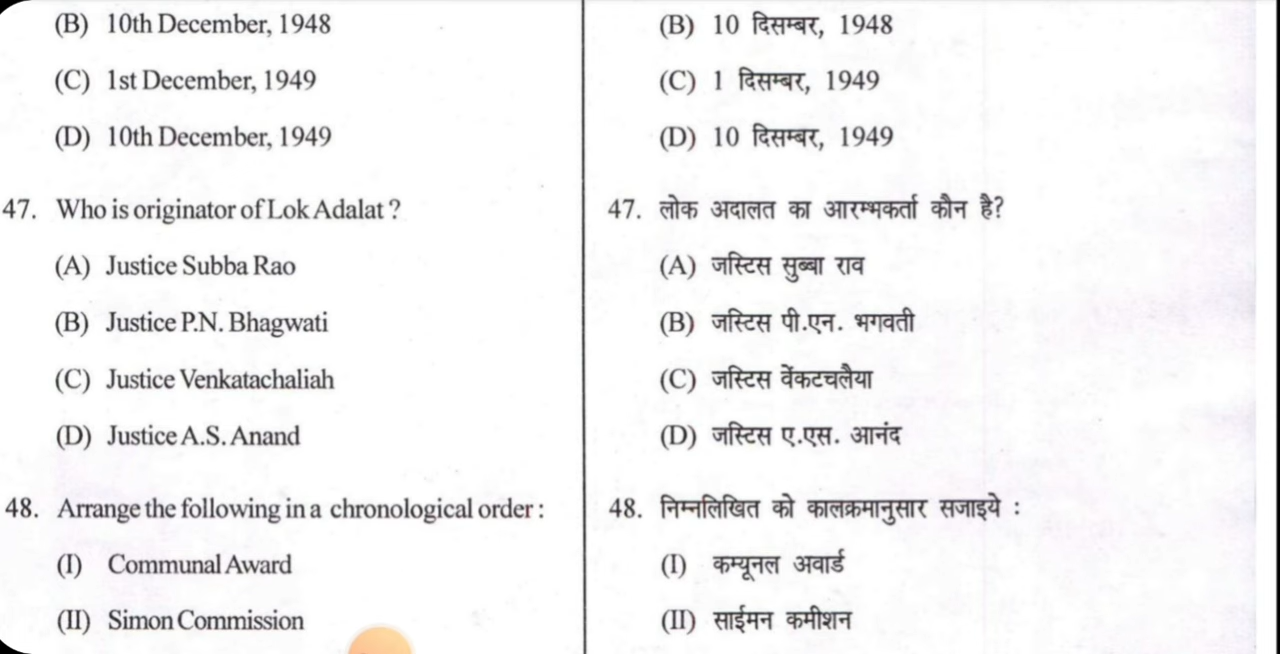 (B) 10th December, 1948
(C) 1st December, 1949
(D) 10th December, 1949
47. Who is originator of Lok Adalat ?
(A) Justice Subba Rao
(B) Justice P.N. Bhagwati
(C) Justice Venkatachaliah
(D) Justice A.S. Anand
48. Arrange the following in a chronological order :
(I) Communal Award
(II) Simon Commission
(B) 10 दिसम्बर, 1948
(C) 1 दिसम्बर, 1949
(D) 10 दिसम्बर, 1949
47. लोक अदालत का आरम्भकर्ता कौन है?
(A) जस्टिस सुब्बा राव
(B) जस्टिस पी.एन. भगवती
(C) जस्टिस वेंकटचलैया
(D) जस्टिस ए.एस. आनंद
48. निम्नलिखित को कालक्रमानुसार सजाइये :
(I) कम्यूनल अवार्ड
(II) साईमन कमीशन